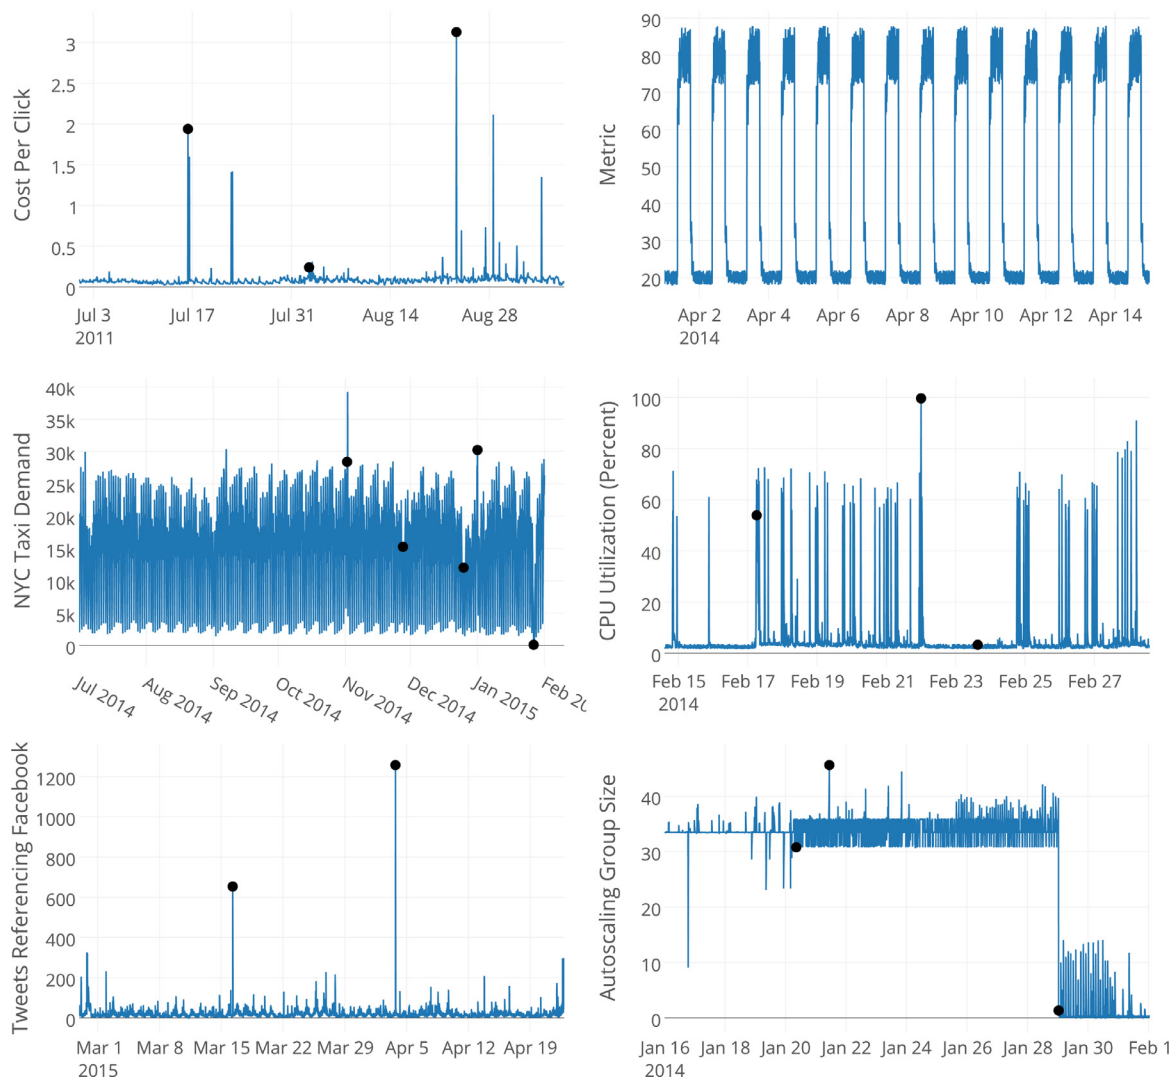 Cost Per Click
3
2.5
2
1.5
1
0.5
0
Jul 3 Jul 17 Jul 31 Aug 14 Aug 28
2011
Metric
90
80
70
60
50
40
30
20
Apr 2 Apr 4 Apr 6 Apr 8 Apr 10 Apr 12 Apr 14
2014
NYC Taxi Demand
40k
35k
30k
25k
20k
15k
10k
5k
0
Jul 2014 Aug 2014 Sep 2014 Oct 2014 Nov 2014 Dec 2014 Jan 2015 Feb 20
CPU Utilization (Percent)
100
80
60
40
20
0
Feb 15 Feb 17 Feb 19 Feb 21 Feb 23 Feb 25 Feb 27
2014
Tweets Referencing Facebook
1200
1000
800
600
400
200
0
Mar 1 Mar 8 Mar 15 Mar 22 Mar 29 Apr 5 Apr 12 Apr 19
2015
Autoscaling Group Size
40
30
20
10
0
Jan 16 Jan 18 Jan 20 Jan 22 Jan 24 Jan 26 Jan 28 Jan 30 Feb 1
2014